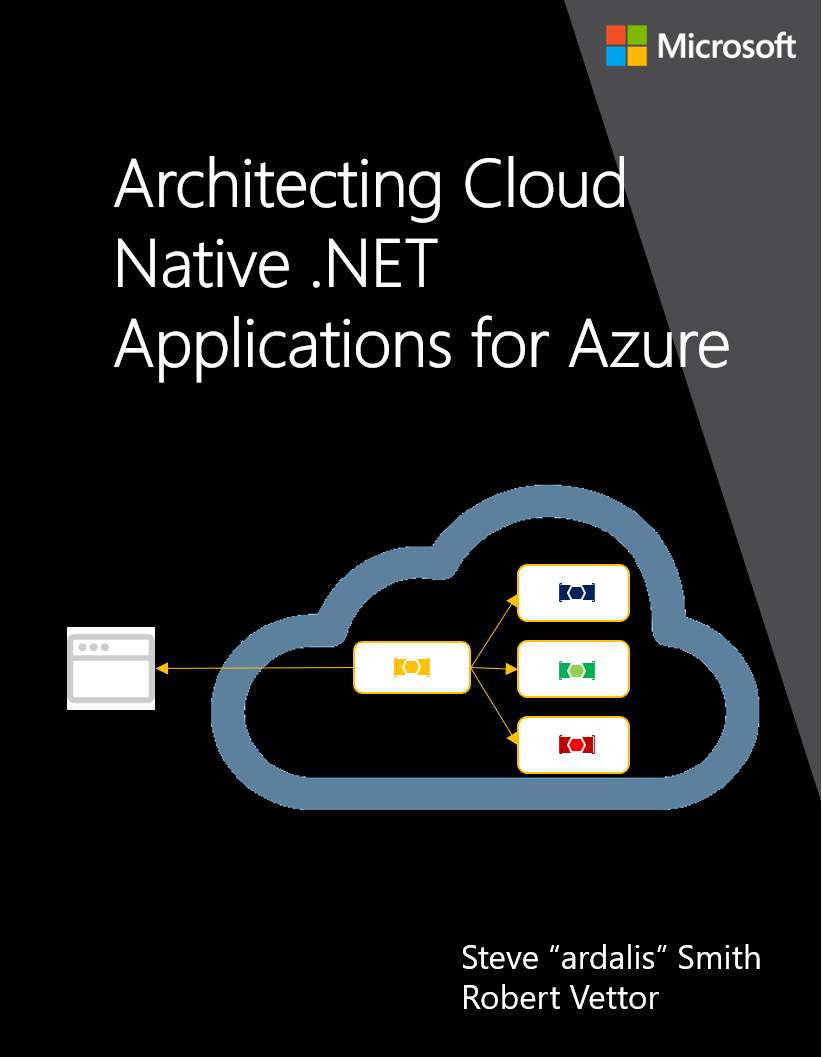 Microsoft
Architecting Cloud
Native .NET
Applications for Azure
Steve “ardalis” Smith
Robert Vettor